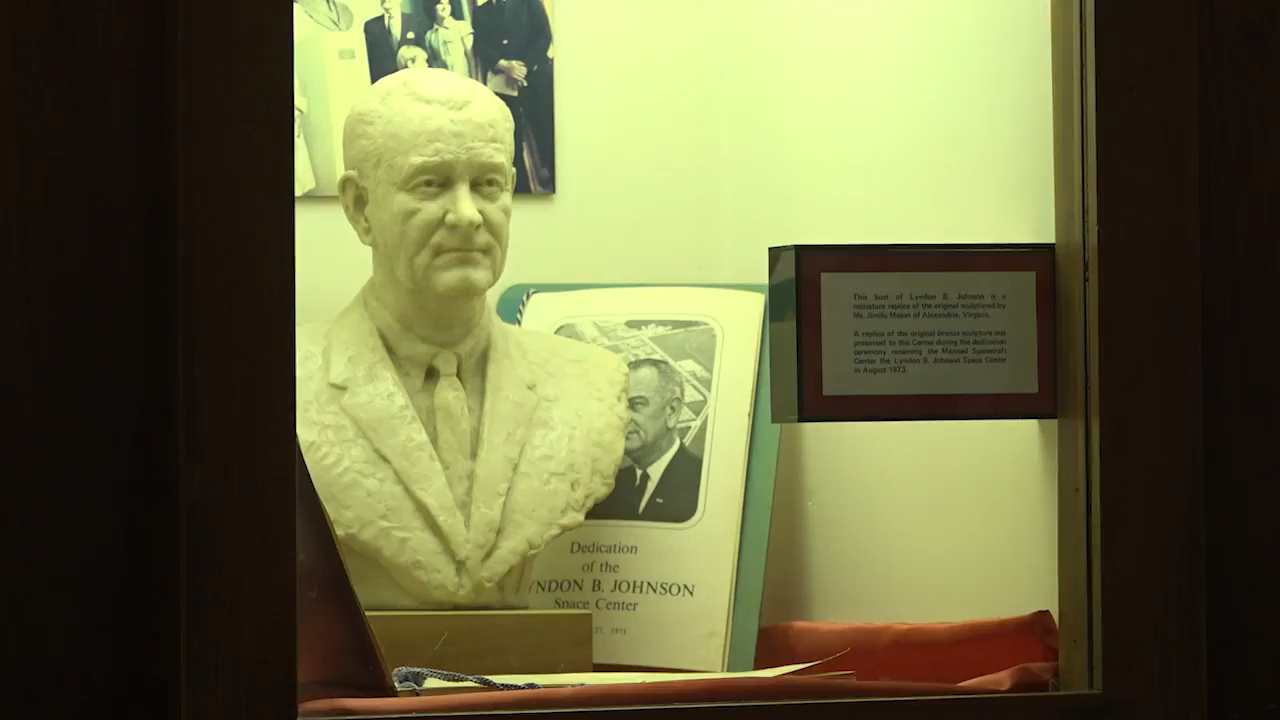 This bust of Lyndon B. Johnson is a
miniature replica of the original sculptured by
Ms. Jimilu Mason of Alexandria, Virginia.
A replica of the original bronze sculpture was
presented to this Center during the dedication
ceremony renaming the Manned Spacecraft
Center the Lyndon B. Johnson Space Center
in August 1973.
Dedication
of the
YNDON B. JOHNSON
Space Center
27, 1973